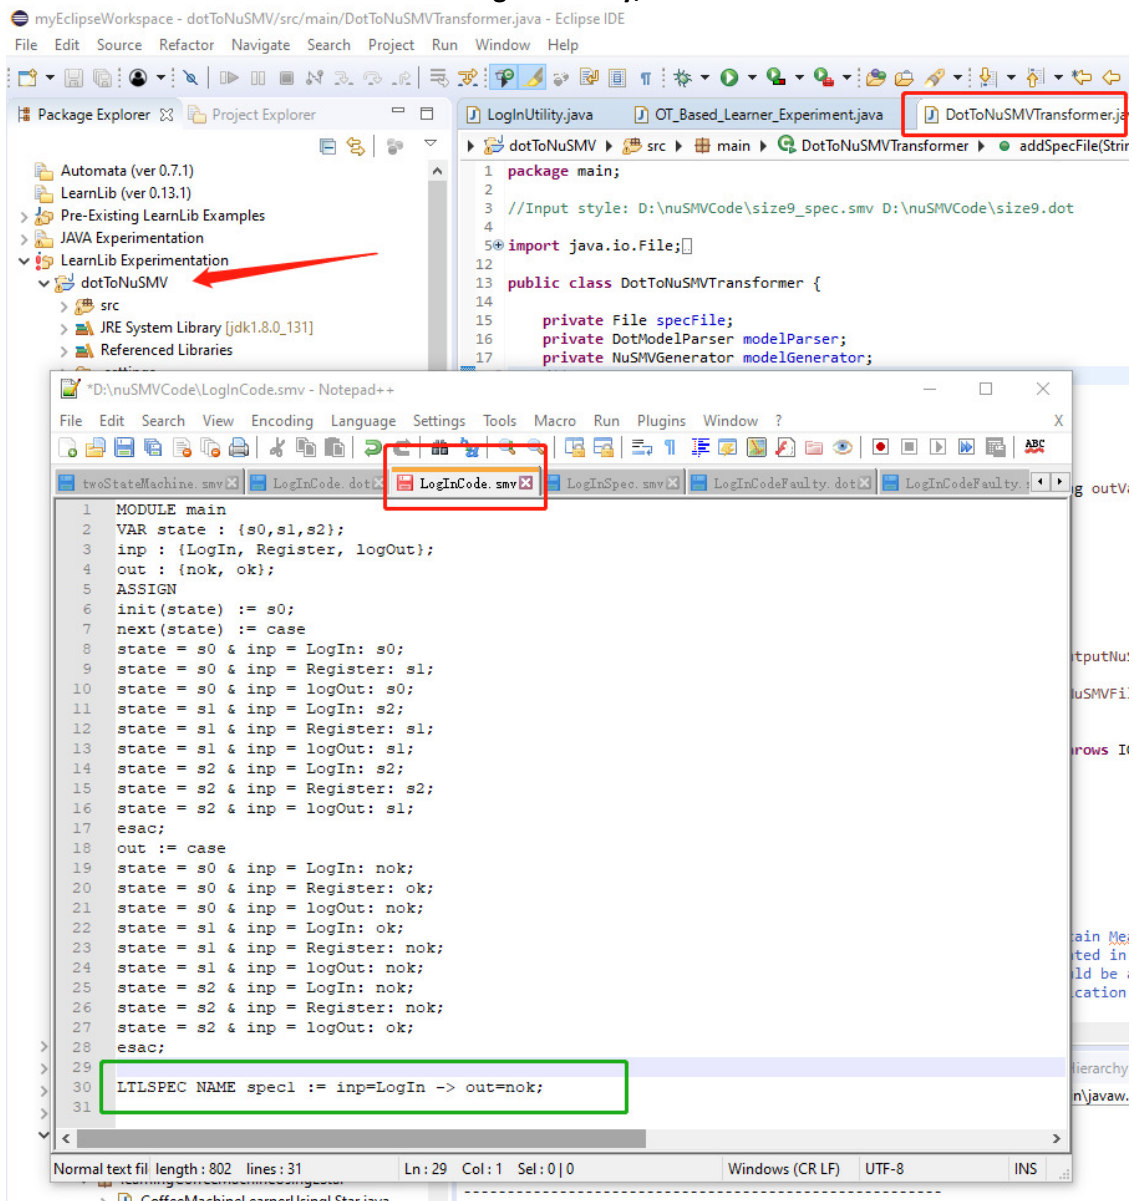 myEclipseWorkspace - dotToNuSMV/src/main/DotToNuSMVTransformer.java - Eclipse IDE
File Edit Source Refactor Navigate Search Project Run Window Help
Package Explorer Project Explorer
LogInUtility.java OT_Based_Learner_Experiment.java DotToNuSMVTransformer.ja
dotToNuSMV src main DotToNuSMVTransformer addSpecFile(Strin
Automata (ver 0.7.1)
LearnLib (ver 0.13.1)
Pre-Existing LearnLib Examples
JAVA Experimentation
LearnLib Experimentation
dotToNuSMV
src
JRE System Library [jdk1.8.0_131]
Referenced Libraries
1 package main;
2
3 //Input style: D:\nuSMVCode\size9_spec.smv D:\nuSMVCode\size9.dot
4
5 import java.io.File;
12
13 public class DotToNuSMVTransformer {
14
15 private File specFile;
16 private DotModelParser modelParser;
17 private NuSMVGenerator modelGenerator;
*D:\nuSMVCode\LogInCode.smv - Notepad++
File Edit Search View Encoding Language Settings Tools Macro Run Plugins Window ? X
twoStateMachine.smv LogInCode.dot LogInCode.smv LogInSpec.smv LogInCodeFaulty.dot LogInCodeFaulty.
1 MODULE main
2 VAR state : {s0,s1,s2};
3 inp : {LogIn, Register, logOut};
4 out : {nok, ok};
5 ASSIGN
6 init(state) := s0;
7 next(state) := case
8 state = s0 & inp = LogIn: s0;
9 state = s0 & inp = Register: s1;
10 state = s0 & inp = logOut: s0;
11 state = s1 & inp = LogIn: s2;
12 state = s1 & inp = Register: s1;
13 state = s1 & inp = logOut: s1;
14 state = s2 & inp = LogIn: s2;
15 state = s2 & inp = Register: s2;
16 state = s2 & inp = logOut: s1;
17 esac;
18 out := case
19 state = s0 & inp = LogIn: nok;
20 state = s0 & inp = Register: ok;
21 state = s0 & inp = logOut: nok;
22 state = s1 & inp = LogIn: ok;
23 state = s1 & inp = Register: nok;
24 state = s1 & inp = logOut: nok;
25 state = s2 & inp = LogIn: nok;
26 state = s2 & inp = Register: nok;
27 state = s2 & inp = logOut: ok;
28 esac;
29
30 LTLSPEC NAME spec1 := inp=LogIn -> out=nok;
31
Normal text fil length : 802 lines : 31 Ln : 29 Col : 1 Sel : 0 | 0 Windows (CR LF) UTF-8 INS
g outVa
tputNuS
uSMVFil
rows IO
ain Mea
ted in
ld be a
cation
ierarchy
n\javaw.